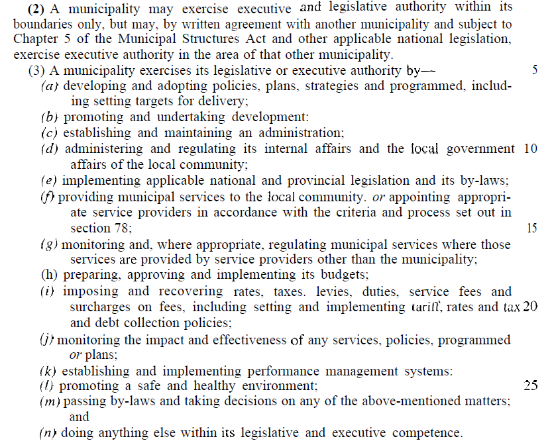 (2) A municipality may exercise executive and legislative authority within its
boundaries only, but may, by written agreement with another municipality and subject to
Chapter 5 of the Municipal Structures Act and other applicable national legislation,
exercise executive authority in the area of that other municipality.
(3) A municipality exercises its legislative or executive authority by— 5
(a) developing and adopting policies, plans, strategies and programmed, includ-
ing setting targets for delivery;
(b) promoting and undertaking development:
(c) establishing and maintaining an administration;
(d) administering and regulating its internal affairs and the local government 10
affairs of the local community;
(e) implementing applicable national and provincial legislation and its by-laws;
(f) providing municipal services to the local community. or appointing appropri-
ate service providers in accordance with the criteria and process set out in
section 78; 15
(g) monitoring and, where appropriate, regulating municipal services where those
services are provided by service providers other than the municipality;
(h) preparing, approving and implementing its budgets;
(i) imposing and recovering rates, taxes. levies, duties, service fees and
surcharges on fees, including setting and implementing tariff, rates and tax 20
and debt collection policies;
(j) monitoring the impact and effectiveness of any services, policies, programmed
or plans;
(k) establishing and implementing performance management systems:
(l) promoting a safe and healthy environment; 25
(m) passing by-laws and taking decisions on any of the above-mentioned matters;
and
(n) doing anything else within its legislative and executive competence.